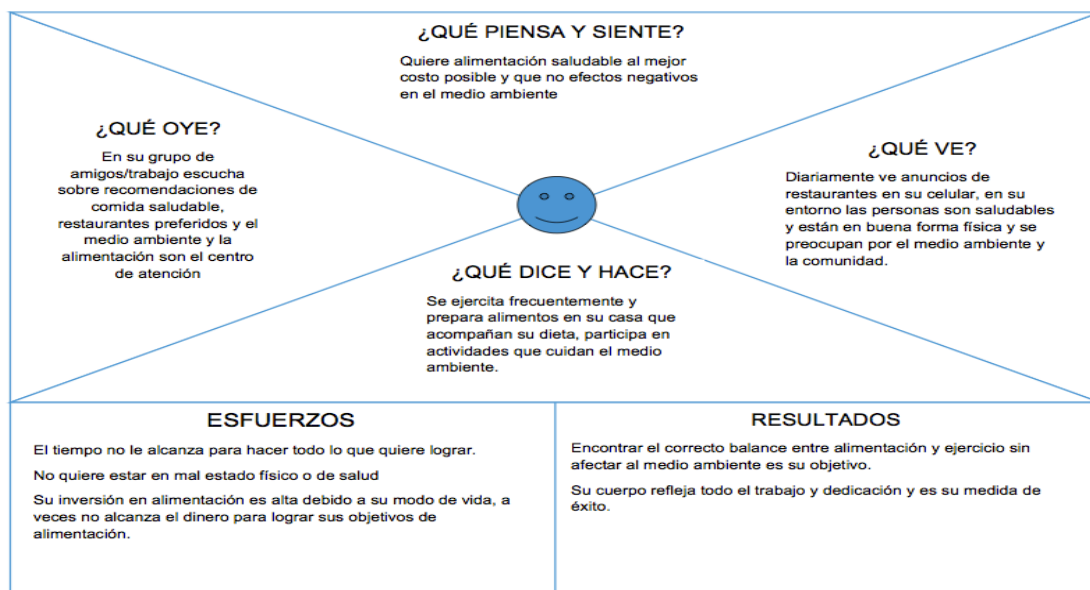 ¿QUÉ PIENSA Y SIENTE?
Quiere alimentación saludable al mejor
costo posible y que no efectos negativos
en el medio ambiente
¿QUÉ OYE?
En su grupo de
amigos/trabajo escucha
sobre recomendaciones de
comida saludable,
restaurantes preferidos y el
medio ambiente y la
alimentación son el centro
de atención
¿QUÉ VE?
Diariamente ve anuncios de
restaurantes en su celular, en su
entorno las personas son saludables
y están en buena forma física y se
preocupan por el medio ambiente y
la comunidad.
¿QUÉ DICE Y HACE?
Se ejercita frecuentemente y
prepara alimentos en su casa que
acompañan su dieta, participa en
actividades que cuidan el medio
ambiente.
ESFUERZOS
El tiempo no le alcanza para hacer todo lo que quiere lograr.
No quiere estar en mal estado físico o de salud
Su inversión en alimentación es alta debido a su modo de vida, a
veces no alcanza el dinero para lograr sus objetivos de
alimentación.
RESULTADOS
Encontrar el correcto balance entre alimentación y ejercicio sin
afectar al medio ambiente es su objetivo.
Su cuerpo refleja todo el trabajo y dedicación y es su medida de
éxito.